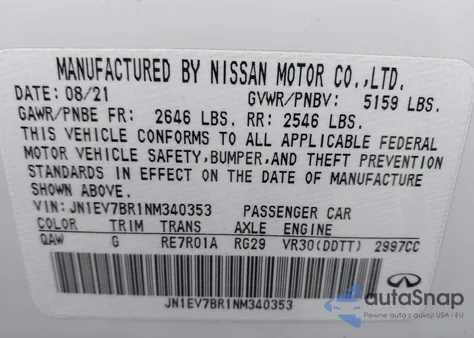 MANUFACTURED BY NISSAN MOTOR CO.,LTD.
DATE: 08/21 GVWR/PNBV: 5159 LBS.
GAWR/PNBE FR: 2646 LBS. RR: 2546 LBS.
THIS VEHICLE CONFORMS TO ALL APPLICABLE FEDERAL
MOTOR VEHICLE SAFETY,BUMPER,AND THEFT PREVENTION
STANDARDS IN EFFECT ON THE DATE OF MANUFACTURE
SHOWN ABOVE.
VIN: JN1EV7BR1NM340353 PASSENGER CAR
COLOR TRIM TRANS AXLE ENGINE
QAW G RE7R01A RG29 VR30(DDTT) 2997CC
JN1EV7BR1NM340353
autoSnap
Pewne auta z USA i EU